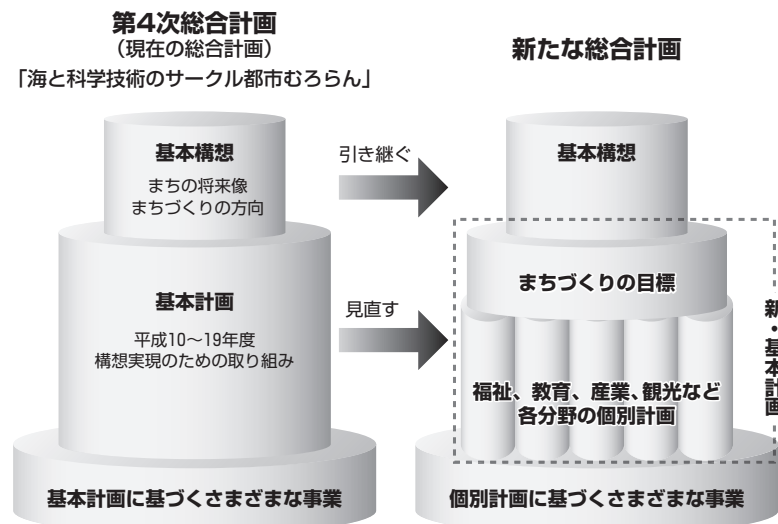 第4次総合計画
（現在の総合計画）
「海と科学技術のサークル都市むろらん」
基本構想
まちの将来像
まちづくりの方向
基本計画
平成10～19年度
構想実現のための取り組み
基本計画に基づくさまざまな事業
引き継ぐ
見直す
新たな総合計画
基本構想
まちづくりの目標
福祉、教育、産業、観光など
各分野の個別計画
個別計画に基づくさまざまな事業
新・基本計画